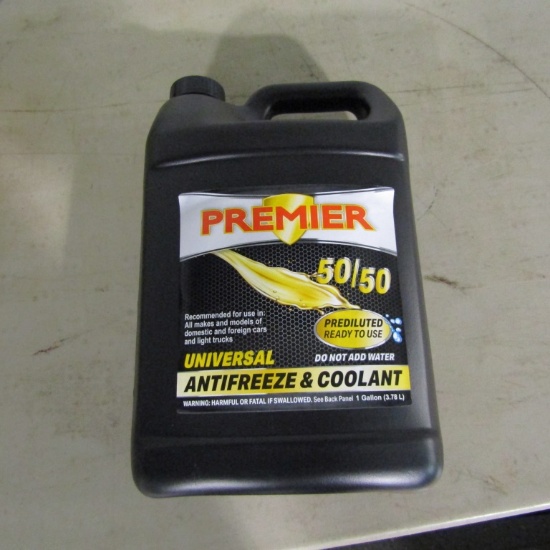 PREMIER
50/50
Recommended for use in:
All makes and models of
domestic and foreign cars
and light trucks
PREDILUTED
READY TO USE
UNIVERSAL
DO NOT ADD WATER
ANTIFREEZE & COOLANT
WARNING: HARMFUL OR FATAL IF SWALLOWED. See Back Panel 1 Gallon (3.78 L)